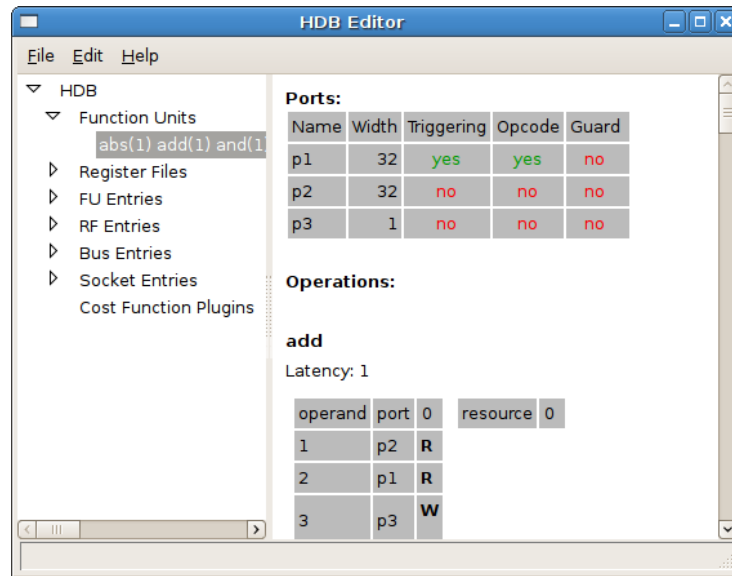 HDB Editor
File Edit Help
HDB
Function Units
abs(1) add(1) and(1
Register Files
FU Entries
RF Entries
Bus Entries
Socket Entries
Cost Function Plugins
Ports:
Name Width Triggering Opcode Guard
p1 32 yes yes no
p2 32 no no no
p3 1 no no no
Operations:
add
Latency: 1
operand port 0 resource 0
1 p2 R
2 p1 R
3 p3 W